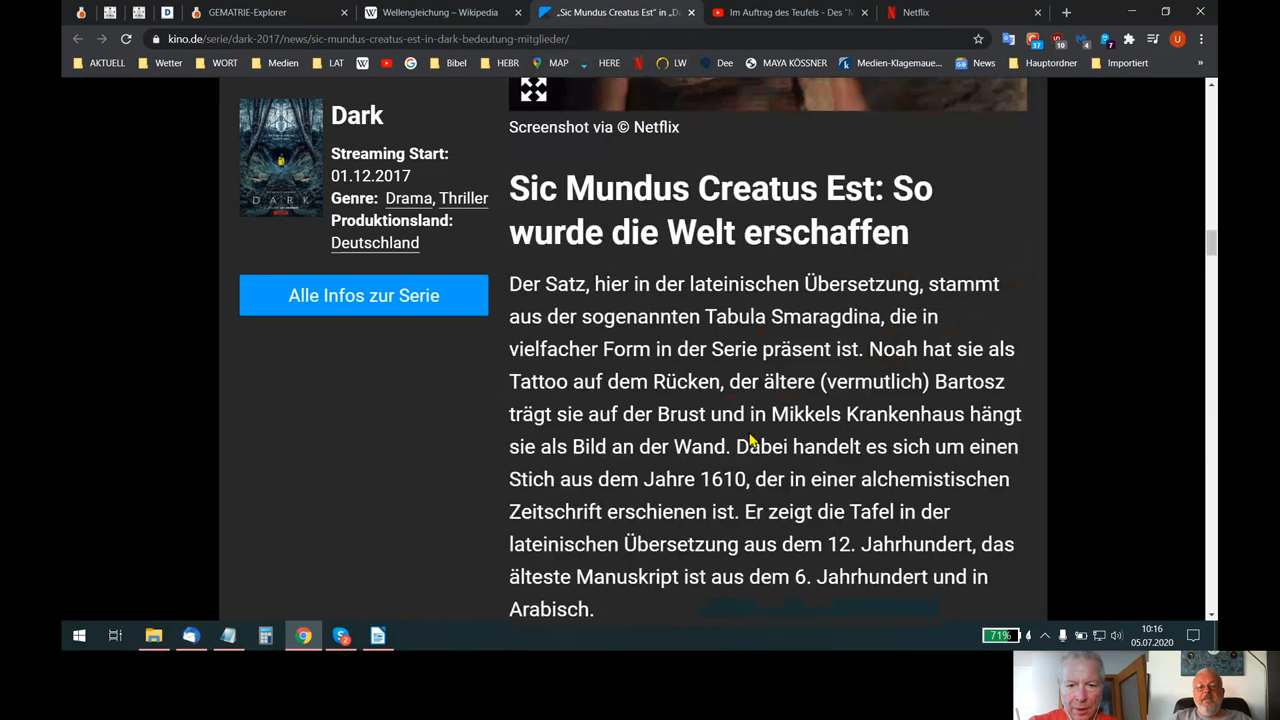 GEMATRIE-Explorer
Wellengleichung – Wikipedia
„Sic Mundus Creatus Est" in „Da
Im Auftrag des Teufels - Des "M
Netflix
kino.de/serie/dark-2017/news/sic-mundus-creatus-est-in-dark-bedeutung-mitglieder/
37
10
7
U
AKTUELL
Wetter
WORT
Medien
LAT
Bibel
HEBR
MAP
HERE
LW
Dee
MAYA KÖSSNER
Medien-Klagemaue...
News
Hauptordner
Importiert
»
Dark
Streaming Start:
01.12.2017
Genre: Drama, Thriller
Produktionsland:
Deutschland
Alle Infos zur Serie
DARK
Screenshot via © Netflix
Sic Mundus Creatus Est: So
wurde die Welt erschaffen
Der Satz, hier in der lateinischen Übersetzung, stammt
aus der sogenannten Tabula Smaragdina, die in
vielfacher Form in der Serie präsent ist. Noah hat sie als
Tattoo auf dem Rücken, der ältere (vermutlich) Bartosz
trägt sie auf der Brust und in Mikkels Krankenhaus hängt
sie als Bild an der Wand. Dabei handelt es sich um einen
Stich aus dem Jahre 1610, der in einer alchemistischen
Zeitschrift erschienen ist. Er zeigt die Tafel in der
lateinischen Übersetzung aus dem 12. Jahrhundert, das
älteste Manuskript ist aus dem 6. Jahrhundert und in
Arabisch.
2
71%
10:16
05.07.2020